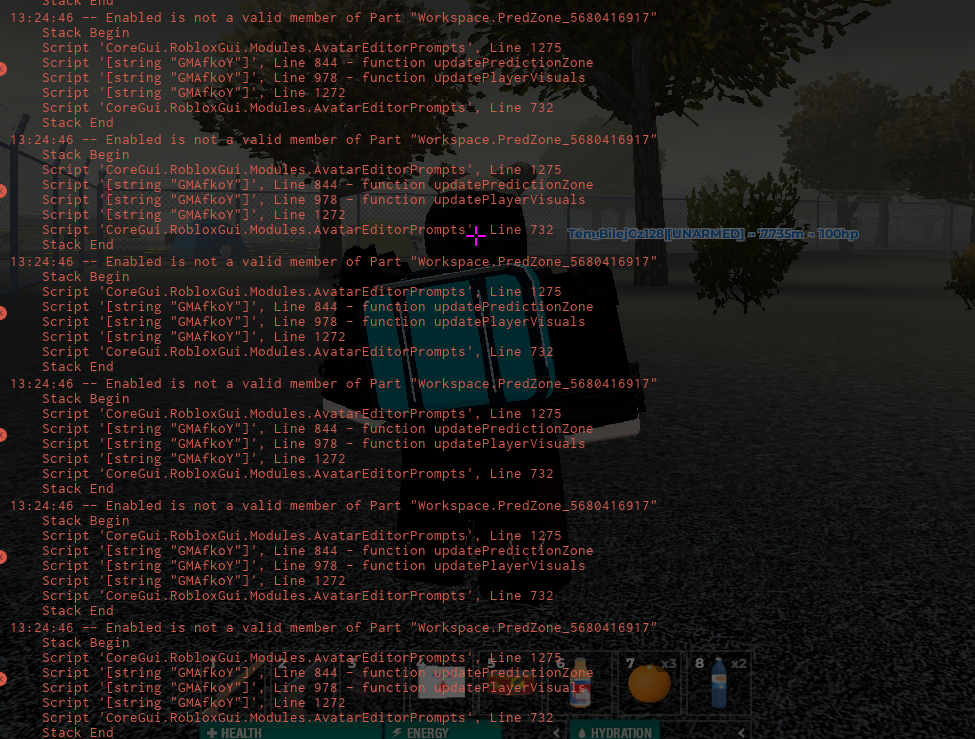 Stack End
13:24:46 -- Enabled is not a valid member of Part "Workspace.PredZone_5680416917"
Stack Begin
Script 'CoreGui.RobloxGui.Modules.AvatarEditorPrompts', Line 1275
Script '[string "GMAfkoY"]', Line 844 - function updatePredictionZone
Script '[string "GMAfkoY"]', Line 978 - function updatePlayerVisuals
Script '[string "GMAfkoY"]', Line 1272
Script 'CoreGui.RobloxGui.Modules.AvatarEditorPrompts', Line 732
Stack End
13:24:46 -- Enabled is not a valid member of Part "Workspace.PredZone_5680416917"
Stack Begin
Script 'CoreGui.RobloxGui.Modules.AvatarEditorPrompts', Line 1275
Script '[string "GMAfkoY"]', Line 844 - function updatePredictionZone
Script '[string "GMAfkoY"]', Line 978 - function updatePlayerVisuals
Script '[string "GMAfkoY"]', Line 1272
Script 'CoreGui.RobloxGui.Modules.AvatarEditorPrompts', Line 732
[UNARMED] - 7735m - 100hp
Stack End
13:24:46 -- Enabled is not a valid member of Part "Workspace.PredZone_5680416917"
Stack Begin
Script 'CoreGui.RobloxGui.Modules.AvatarEditorPrompts', Line 1275
Script '[string "GMAfkoY"]', Line 844 - function updatePredictionZone
Script '[string "GMAfkoY"]', Line 978 - function updatePlayerVisuals
Script '[string "GMAfkoY"]', Line 1272
Script 'CoreGui.RobloxGui.Modules.AvatarEditorPrompts', Line 732
Stack End
13:24:46 -- Enabled is not a valid member of Part "Workspace.PredZone_5680416917"
Stack Begin
Script 'CoreGui.RobloxGui.Modules.AvatarEditorPrompts', Line 1275
Script '[string "GMAfkoY"]', Line 844 - function updatePredictionZone
Script '[string "GMAfkoY"]', Line 978 - function updatePlayerVisuals
Script '[string "GMAfkoY"]', Line 1272
Script 'CoreGui.RobloxGui.Modules.AvatarEditorPrompts', Line 732
Stack End
13:24:46 -- Enabled is not a valid member of Part "Workspace.PredZone_5680416917"
Stack Begin
Script 'CoreGui.RobloxGui.Modules.AvatarEditorPrompts', Line 1275
Script '[string "GMAfkoY"]', Line 844 - function updatePredictionZone
Script '[string "GMAfkoY"]', Line 978 - function updatePlayerVisuals
Script '[string "GMAfkoY"]', Line 1272
Script 'CoreGui.RobloxGui.Modules.AvatarEditorPrompts', Line 732
Stack End
13:24:46 -- Enabled is not a valid member of Part "Workspace.PredZone_5680416917"
Stack Begin
Script 'CoreGui.RobloxGui.Modules.AvatarEditorPrompts', Line 1275
1 2 3 4 5 6 7 x3 8 x2
Script '[string "GMAfkoY"]', Line 844 - function updatePredictionZone
Script '[string "GMAfkoY"]', Line 978 - function updatePlayerVisuals
Script '[string "GMAfkoY"]', Line 1272
Script 'CoreGui.RobloxGui.Modules.AvatarEditorPrompts', Line 732
Stack End
HEALTH ENERGY < HYDRATION <